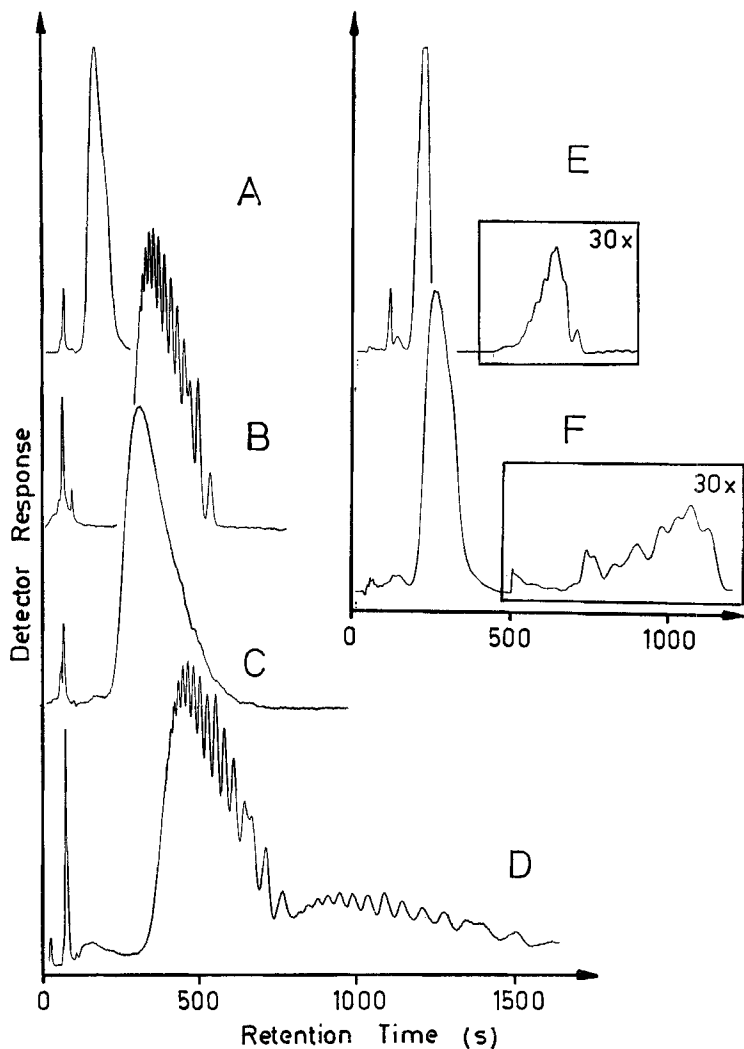 A
B
C
D
Detector Response
0 500 1000 1500
Retention Time (s)
E
30x
F
30x
0 500 1000